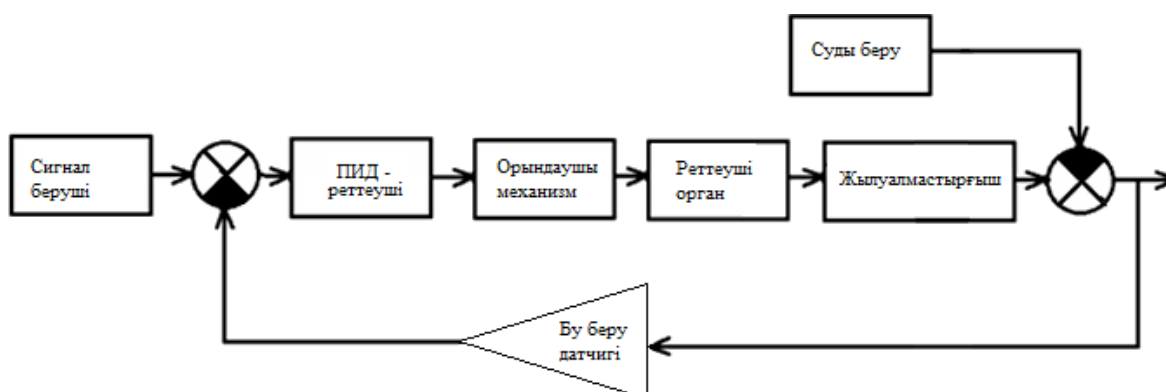 Суды беру
Сигнал
беруші
ПИД -
реттеуші
Орындаушы
механизм
Реттеуші
орган
Жылуалмастырғыш
Бу беру
датчигі